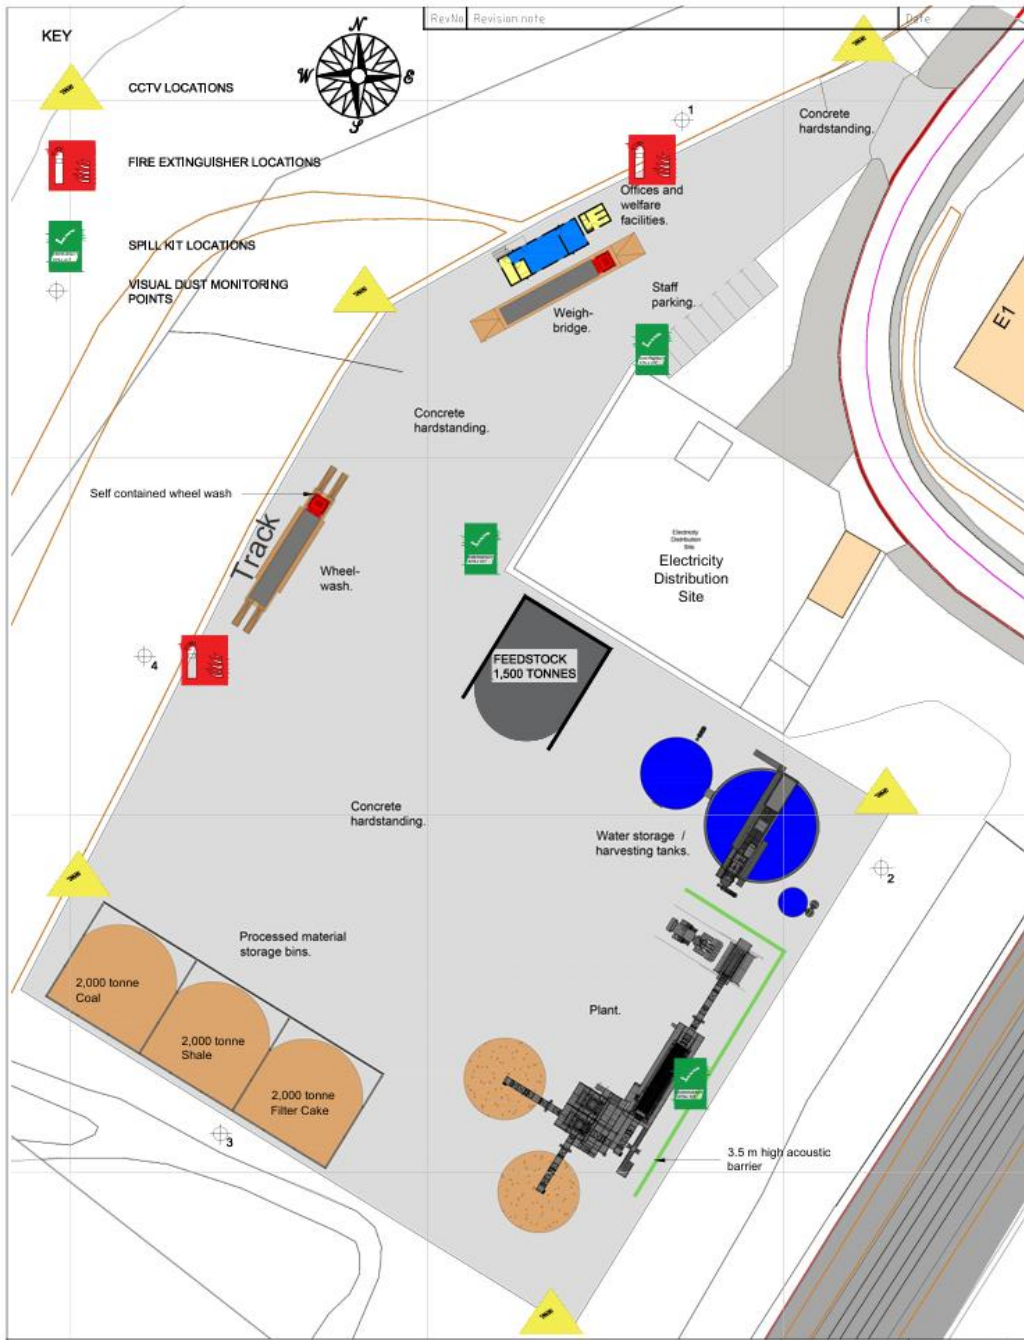 RevNo Revision note Date
KEY
N
W E
S
CCTV LOCATIONS
FIRE EXTINGUISHER LOCATIONS
SPILL KIT LOCATIONS
VISUAL DUST MONITORING
POINTS
Concrete
hardstanding.
1
Offices and
welfare
facilities.
Staff
parking.
Weigh-
bridge.
E1
Concrete
hardstanding.
Self contained wheel wash
Track
Wheel-
wash.
Electricity
Distribution
Site
Electricity
Distribution
Site
4
FEEDSTOCK
1,500 TONNES
Concrete
hardstanding.
Water storage /
harvesting tanks.
2
Processed material
storage bins.
2,000 tonne
Coal
2,000 tonne
Shale
2,000 tonne
Filter Cake
Plant.
3
3.5 m high acoustic
barrier